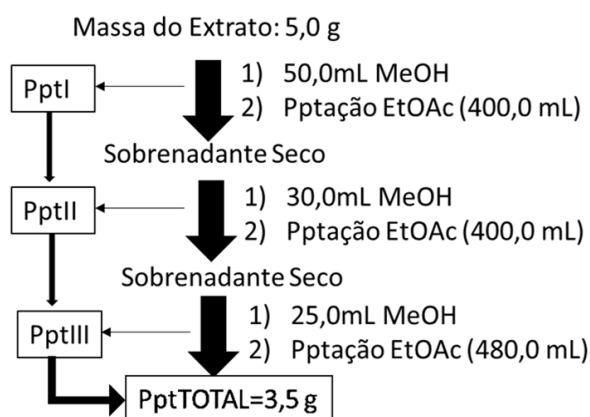 Massa do Extrato: 5,0 g
PptI
1) 50,0mL MeOH
2) Pptação EtOAc (400,0 mL)
Sobrenadante Seco
PptII
1) 30,0mL MeOH
2) Pptação EtOAc (400,0 mL)
Sobrenadante Seco
PptIII
1) 25,0mL MeOH
2) Pptação EtOAc (480,0 mL)
PptTOTAL=3,5 g